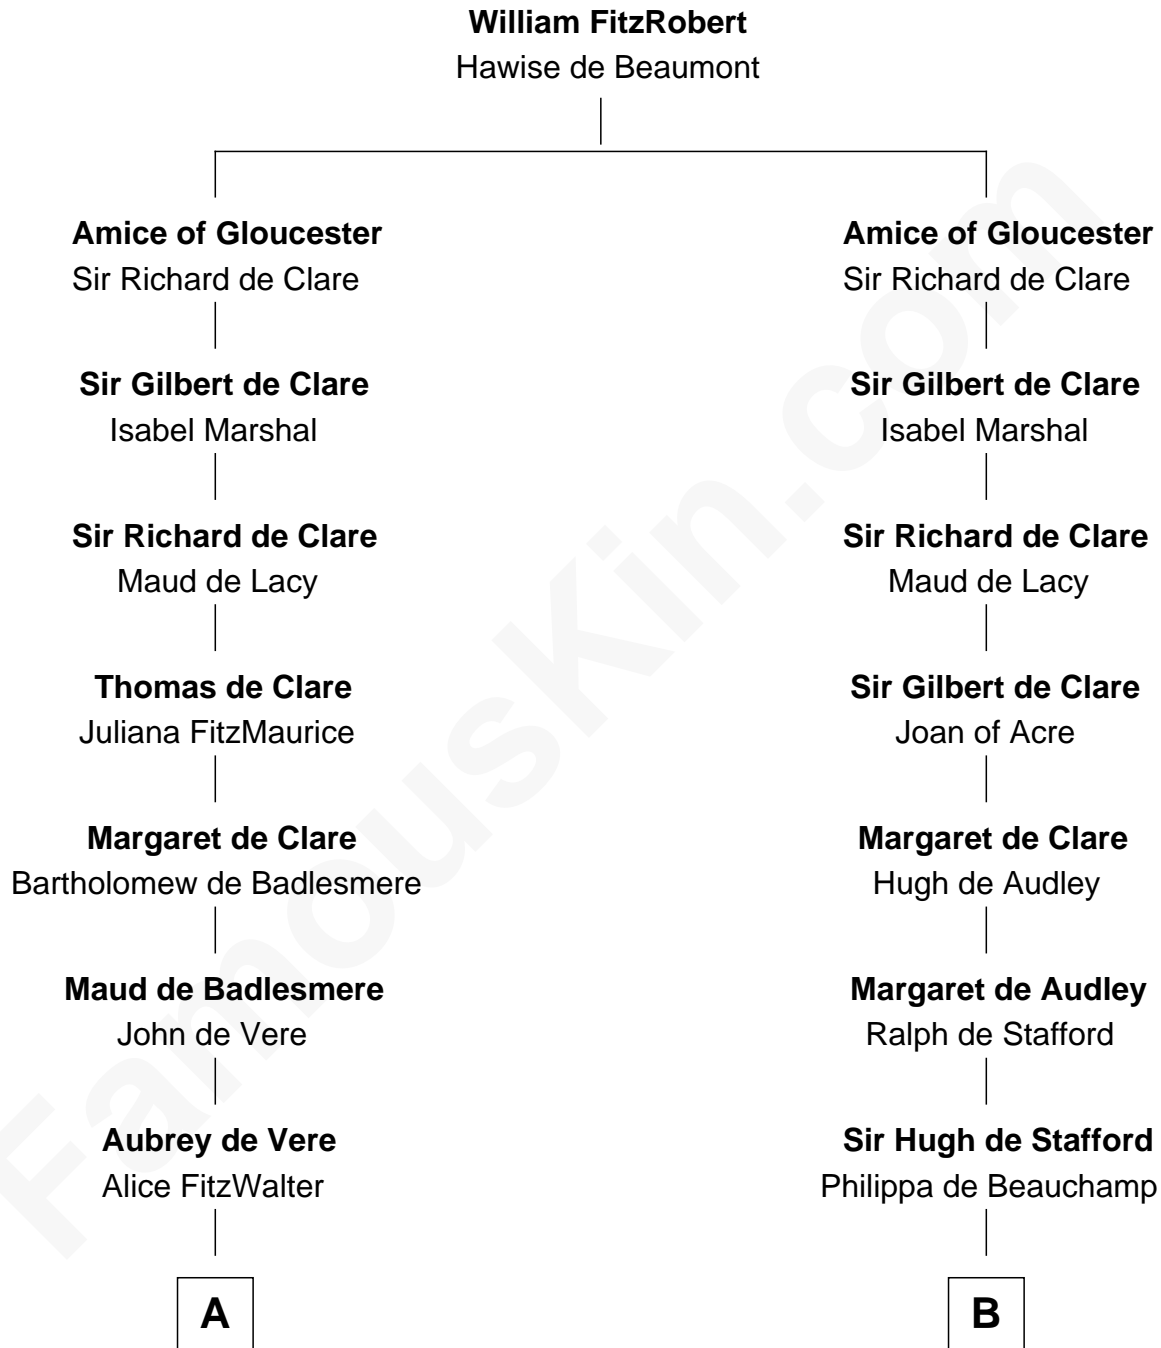 William FitzRobert
Hawise de Beaumont
Amice of Gloucester
Sir Richard de Clare
Sir Gilbert de Clare
Isabel Marshal
Sir Richard de Clare
Maud de Lacy
Thomas de Clare
Juliana FitzMaurice
Margaret de Clare
Bartholomew de Badlesmere
Maud de Badlesmere
John de Vere
Aubrey de Vere
Alice FitzWalter
A
Amice of Gloucester
Sir Richard de Clare
Sir Gilbert de Clare
Isabel Marshal
Sir Richard de Clare
Maud de Lacy
Sir Gilbert de Clare
Joan of Acre
Margaret de Clare
Hugh de Audley
Margaret de Audley
Ralph de Stafford
Sir Hugh de Stafford
Philippa de Beauchamp
B
FamousKin.com